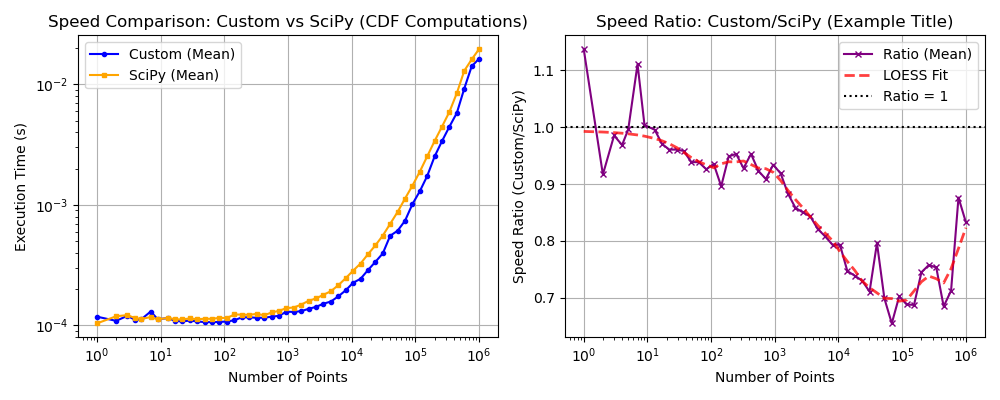 Speed Comparison: Custom vs SciPy (CDF Computations)
Custom (Mean)
SciPy (Mean)
Execution Time (s)
10⁻²
10⁻³
10⁻⁴
10⁰ 10¹ 10² 10³ 10⁴ 10⁵ 10⁶
Number of Points
Speed Ratio: Custom/SciPy (Example Title)
Ratio (Mean)
LOESS Fit
Ratio = 1
Speed Ratio (Custom/SciPy)
1.1
1.0
0.9
0.8
0.7
10⁰ 10¹ 10² 10³ 10⁴ 10⁵ 10⁶
Number of Points